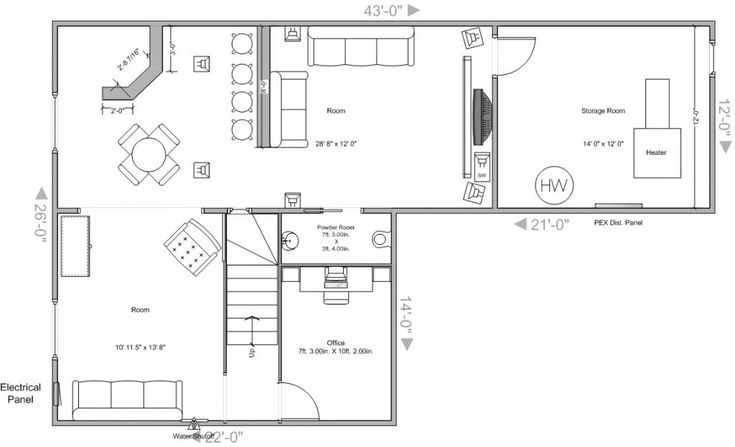 43'-0"
2'-8 7/16"
3'-0"
2'-0"
8'-0"
Room
28' 8" x 12' 0"
SW
Storage Room
14' 0" x 12' 0"
Heater
HW
12'-0"
12'-0"
26'-0"
21'-0"
PEX Dist. Panel
Powder Room
7ft. 3.00in.
X
3ft. 4.00in.
Room
10' 11.5" x 13' 8"
Up
Office
7ft. 3.00in. X 10ft. 2.00in.
14'-0"
Electrical
Panel
Water Shutoff
22'-0"